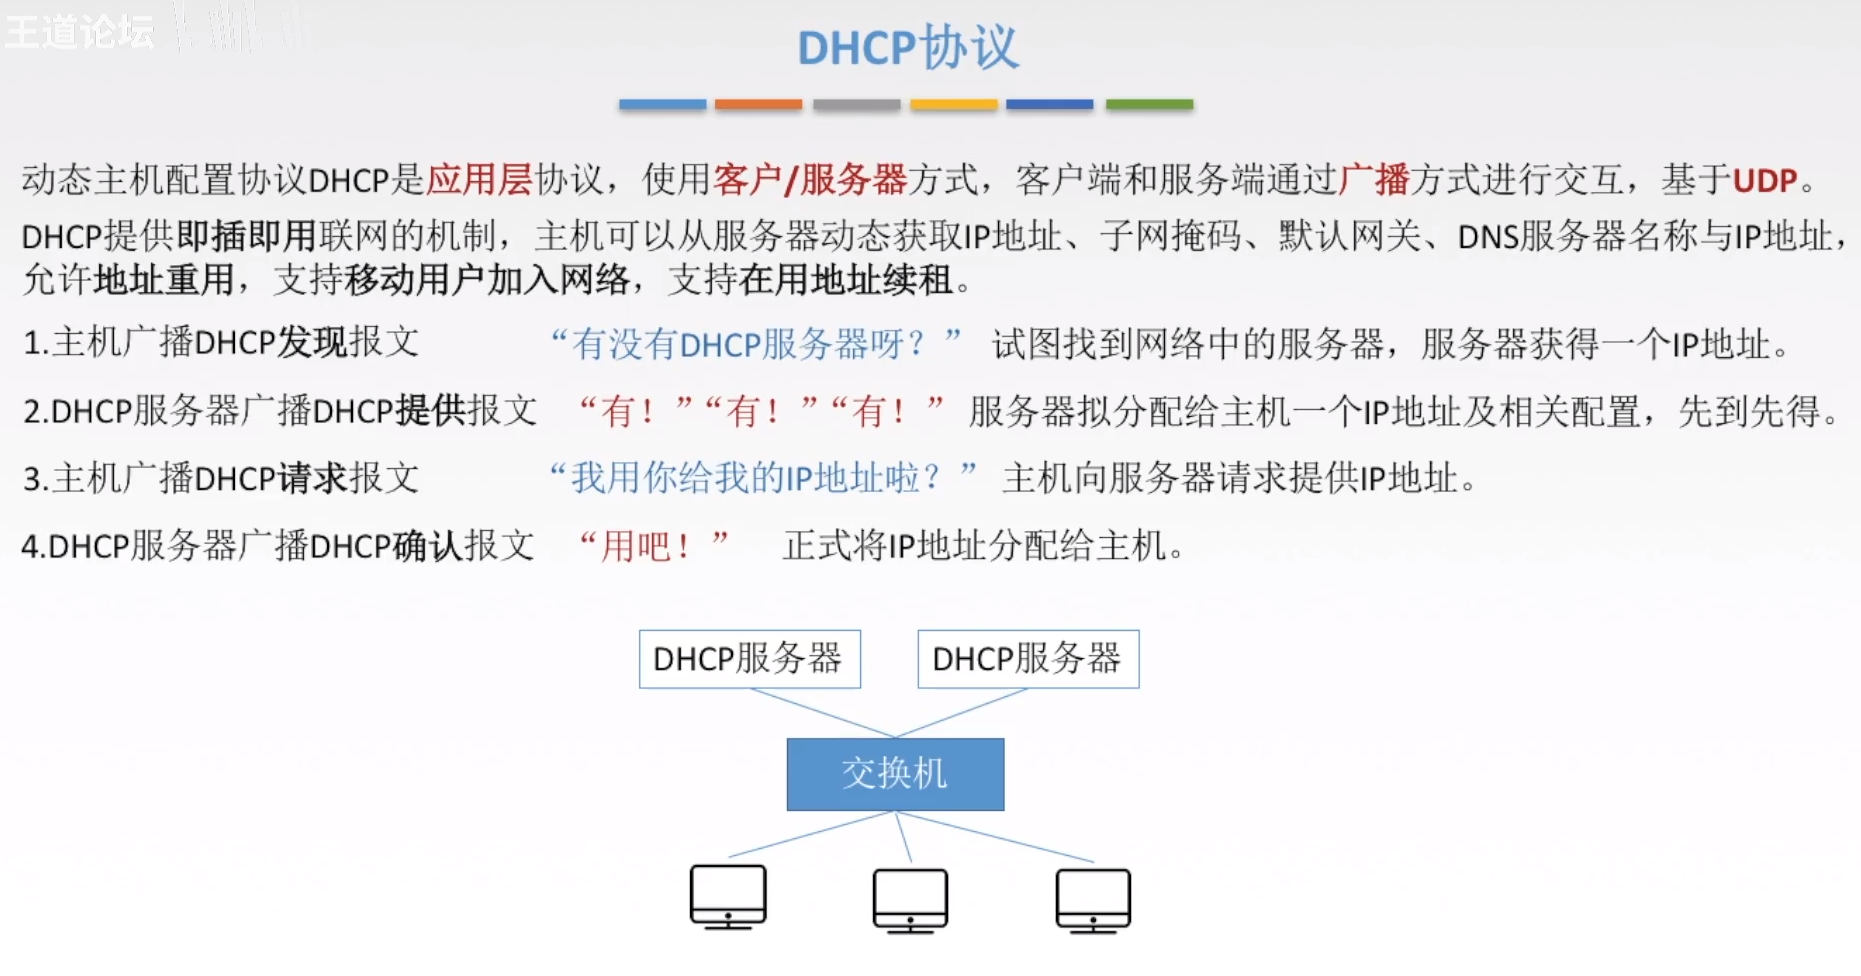 王道论坛
DHCP协议
动态主机配置协议DHCP是应用层协议，使用客户/服务器方式，客户端和服务端通过广播方式进行交互，基于UDP。
DHCP提供即插即用联网的机制，主机可以从服务器动态获取IP地址、子网掩码、默认网关、DNS服务器名称与IP地址，
允许地址重用，支持移动用户加入网络，支持在用地址续租。
1.主机广播DHCP发现报文 “有没有DHCP服务器呀？” 试图找到网络中的服务器，服务器获得一个IP地址。
2.DHCP服务器广播DHCP提供报文 “有！”“有！”“有！” 服务器拟分配给主机一个IP地址及相关配置，先到先得。
3.主机广播DHCP请求报文 “我用你给我的IP地址啦？” 主机向服务器请求提供IP地址。
4.DHCP服务器广播DHCP确认报文 “用吧！” 正式将IP地址分配给主机。
DHCP服务器 DHCP服务器
交换机